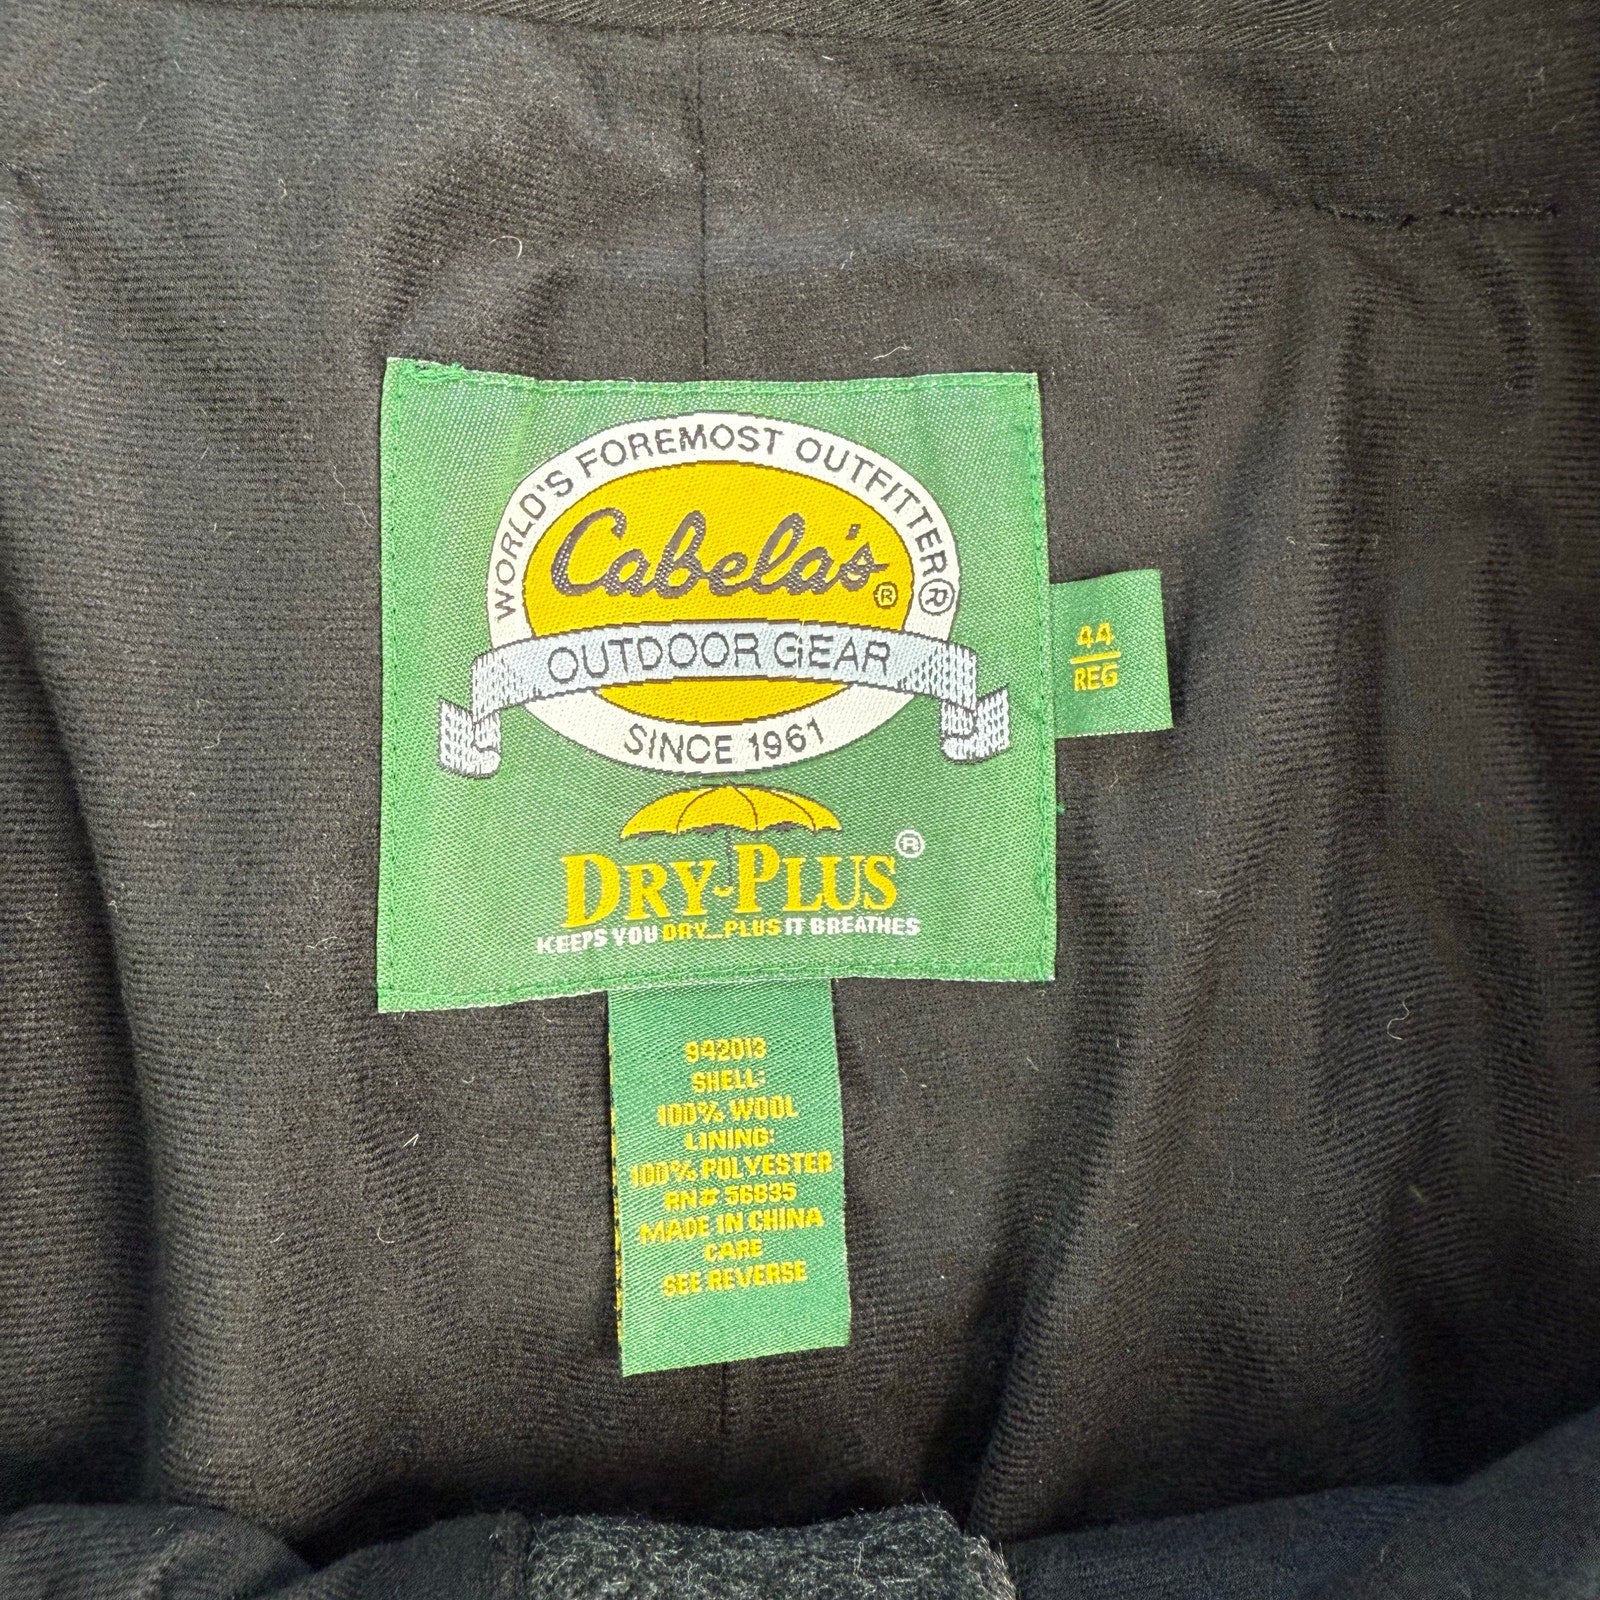 WORLD'S FOREMOST OUTFITTER®
Cabela's®
OUTDOOR GEAR
SINCE 1961
DRY-PLUS®
KEEPS YOU DRY...PLUS IT BREATHES
44
REG
942013
SHELL:
100% WOOL
LINING:
100% POLYESTER
RN# 56835
MADE IN CHINA
CARE
SEE REVERSE